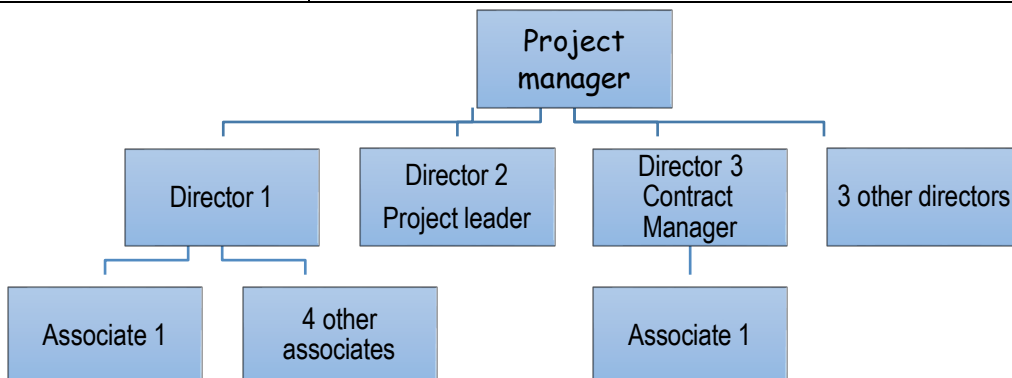 Project
manager
Director 1
Director 2
Project leader
Director 3
Contract
Manager
3 other directors
Associate 1
4 other
associates
Associate 1